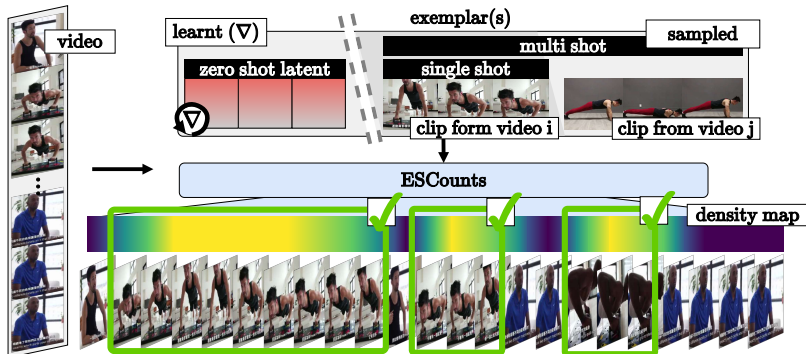 exemplar(s)
video
learnt (∇)
sampled
multi shot
zero shot latent
single shot
∇
clip form video i
clip from video j
ESCounts
density map